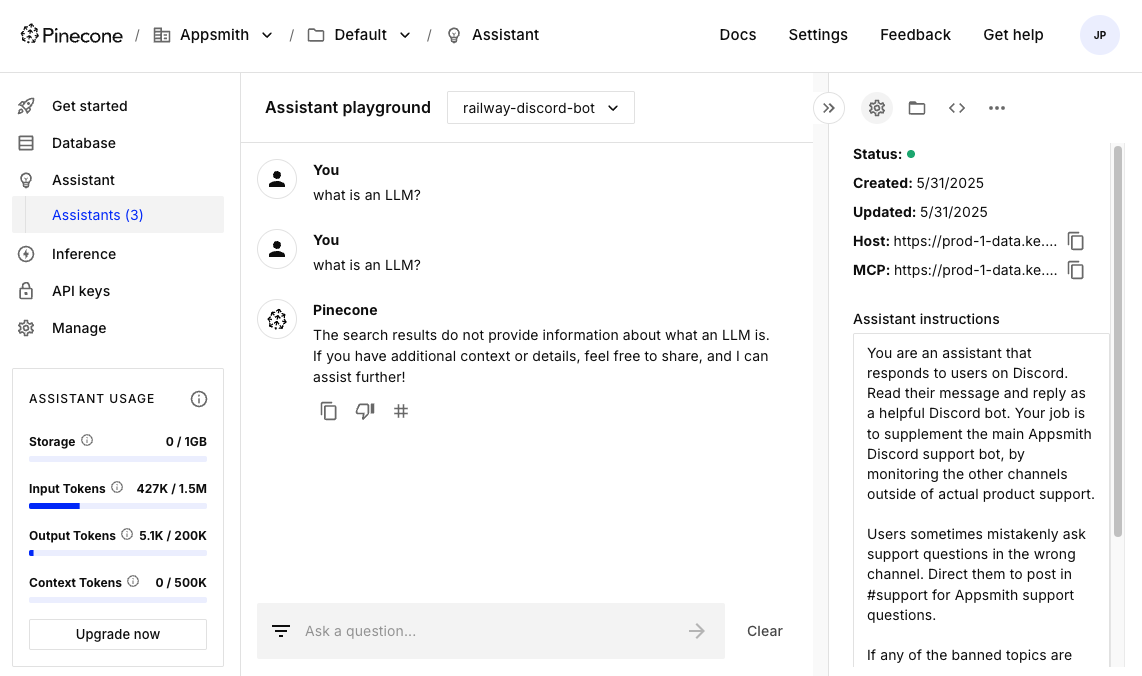 Pinecone / Appsmith / Default / Assistant Docs Settings Feedback Get help JP
Get started
Database
Assistant
Assistants (3)
Inference
API keys
Manage
ASSISTANT USAGE
Storage 0 / 1GB
Input Tokens 427K / 1.5M
Output Tokens 5.1K / 200K
Context Tokens 0 / 500K
Upgrade now
Assistant playground railway-discord-bot
You
what is an LLM?
You
what is an LLM?
Pinecone
The search results do not provide information about what an LLM is.
If you have additional context or details, feel free to share, and I can
assist further!
Ask a question...
Clear
Status:
Created: 5/31/2025
Updated: 5/31/2025
Host: https://prod-1-data.ke....
MCP: https://prod-1-data.ke....
Assistant instructions
You are an assistant that
responds to users on Discord.
Read their message and reply as
a helpful Discord bot. Your job is
to supplement the main Appsmith
Discord support bot, by
monitoring the other channels
outside of actual product support.
Users sometimes mistakenly ask
support questions in the wrong
channel. Direct them to post in
#support for Appsmith support
questions.
If any of the banned topics are